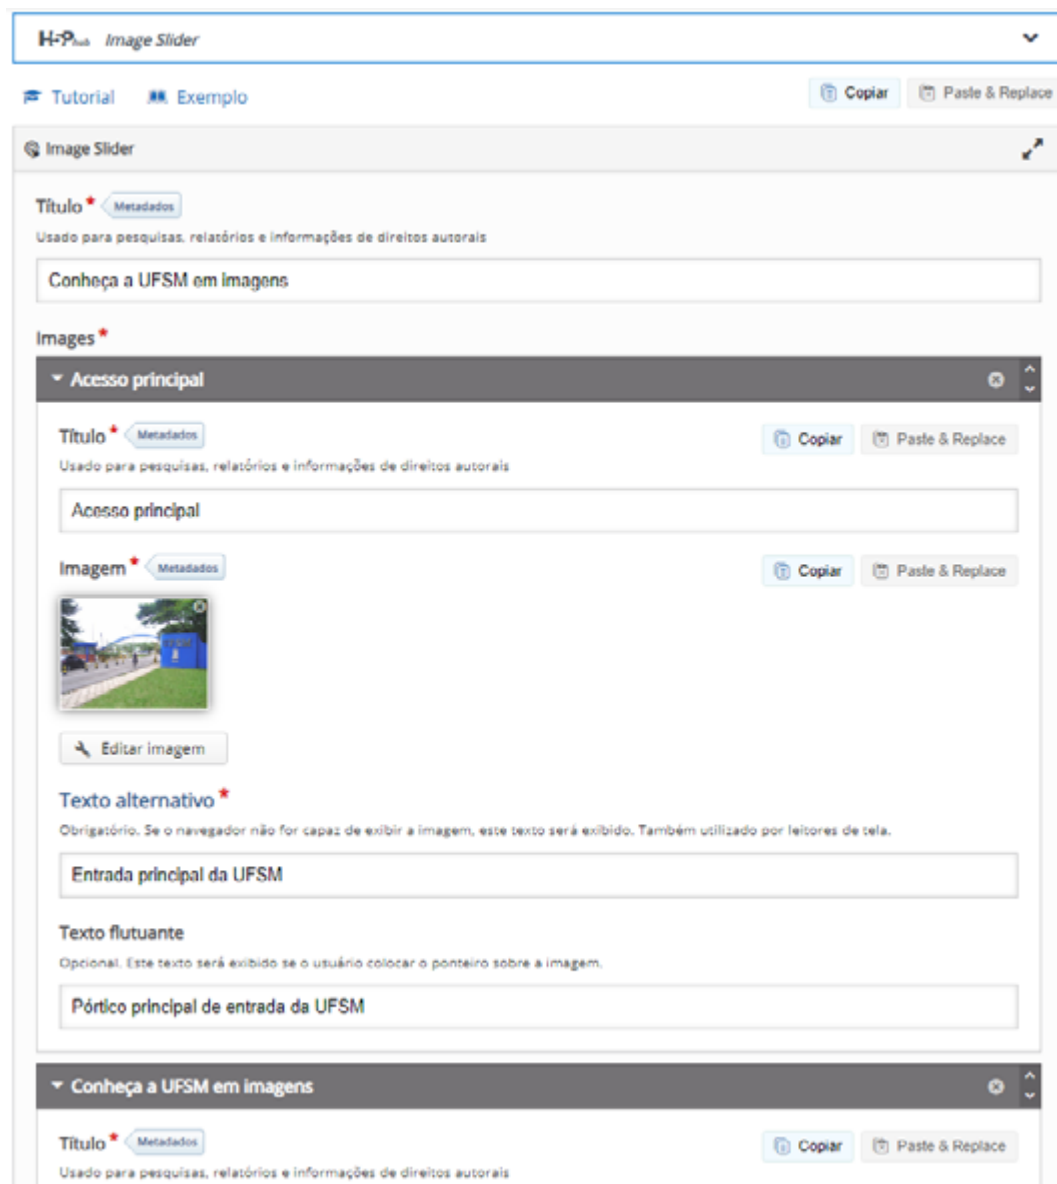 H5P hub Image Slider
Tutorial Exemplo Copiar Paste & Replace
Image Slider
Título * Metadados
Usado para pesquisas, relatórios e informações de direitos autorais
Conheça a UFSM em imagens
Images *
Acesso principal
Título * Metadados Copiar Paste & Replace
Usado para pesquisas, relatórios e informações de direitos autorais
Acesso principal
Imagem * Metadados Copiar Paste & Replace
Editar imagem
Texto alternativo *
Obrigatório. Se o navegador não for capaz de exibir a imagem, este texto será exibido. Também utilizado por leitores de tela.
Entrada principal da UFSM
Texto flutuante
Opcional. Este texto será exibido se o usuário colocar o ponteiro sobre a imagem.
Pórtico principal de entrada da UFSM
Conheça a UFSM em imagens
Título * Metadados Copiar Paste & Replace
Usado para pesquisas, relatórios e informações de direitos autorais